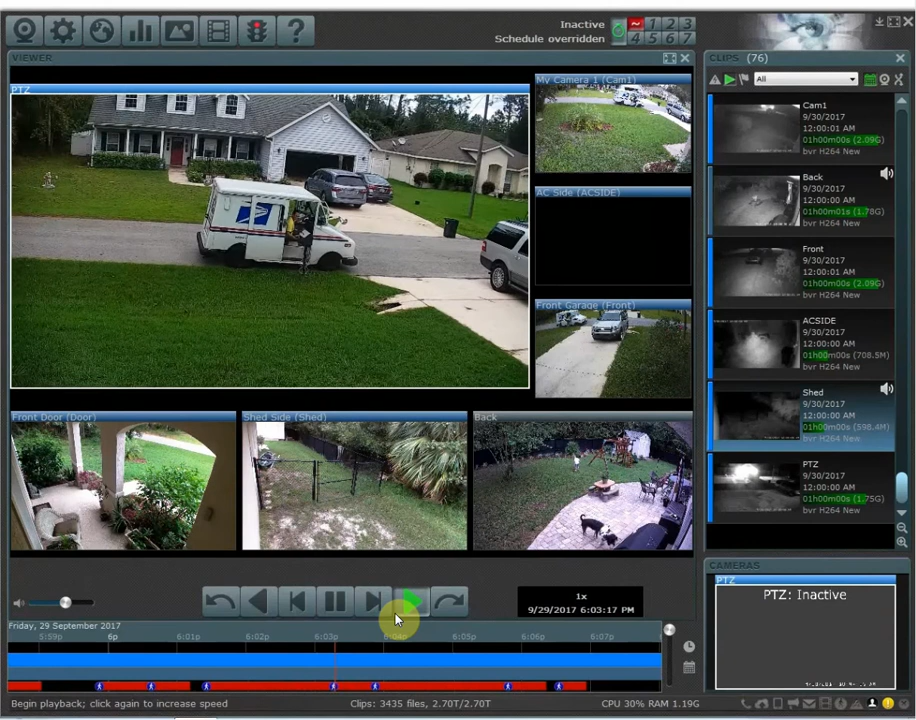 Inactive
Schedule overridden
1 2 3
4 5 6 7
VIEWER
CLIPS (76)
All
PTZ
My Camera 1 (Cam1)
AC Side (ACSIDE)
Front Garage (Front)
Front Door (Door)
Shed Side (Shed)
Back
Cam1
9/30/2017
12:00:01 AM
01h00m00s (2.09G)
bvr H264 New
Back
9/30/2017
12:00:00 AM
01h00m01s (1.78G)
bvr H264 New
Front
9/30/2017
12:00:01 AM
01h00m00s (2.09G)
bvr H264 New
ACSIDE
9/30/2017
12:00:00 AM
01h00m00s (708.5M)
bvr H264 New
Shed
9/30/2017
12:00:00 AM
01h00m00s (598.4M)
bvr H264 New
PTZ
9/30/2017
12:00:00 AM
01h00m00s (1.75G)
bvr H264 New
CAMERAS
PTZ
PTZ: Inactive
1x
9/29/2017 6:03:17 PM
Friday, 29 September 2017
5:59p 6p 6:01p 6:02p 6:03p 6:04p 6:05p 6:06p 6:07p
Begin playback; click again to increase speed
Clips: 3435 files, 2.70T/2.70T
CPU 30% RAM 1.19G